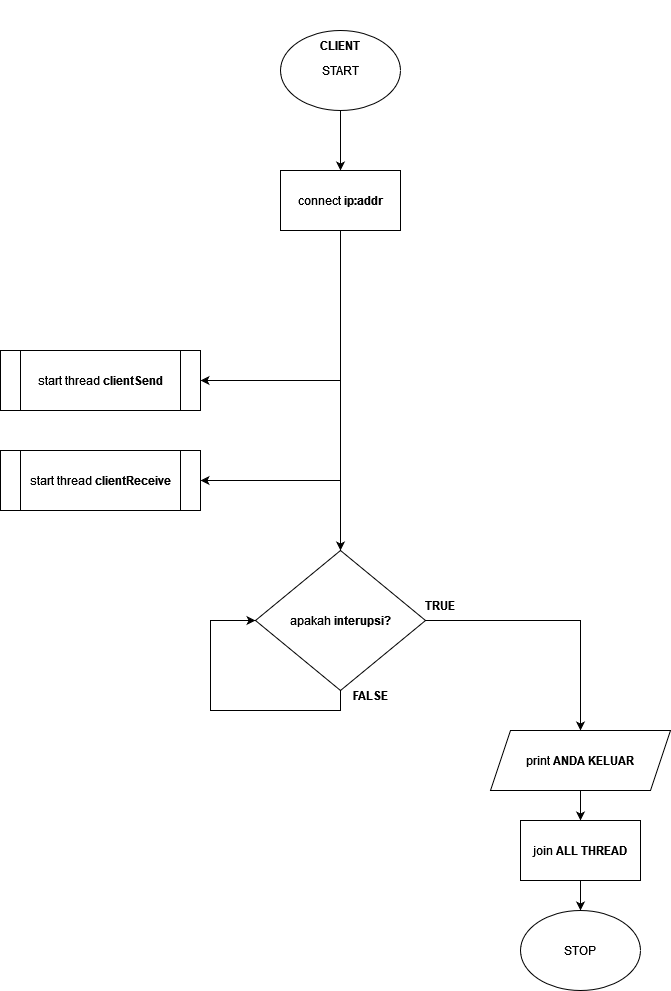 CLIENT
START
connect ip:addr
start thread clientSend
start thread clientReceive
apakah interupsi?
TRUE
FALSE
print ANDA KELUAR
join ALL THREAD
STOP